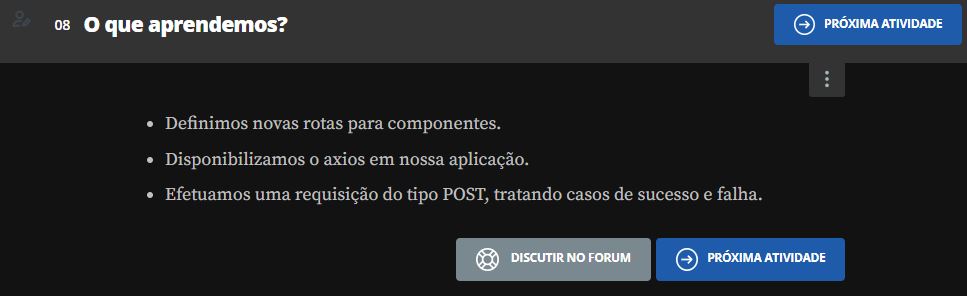 08 O que aprendemos?
PRÓXIMA ATIVIDADE
Definimos novas rotas para componentes.
Disponibilizamos o axios em nossa aplicação.
Efetuamos uma requisição do tipo POST, tratando casos de sucesso e falha.
DISCUTIR NO FORUM
PRÓXIMA ATIVIDADE